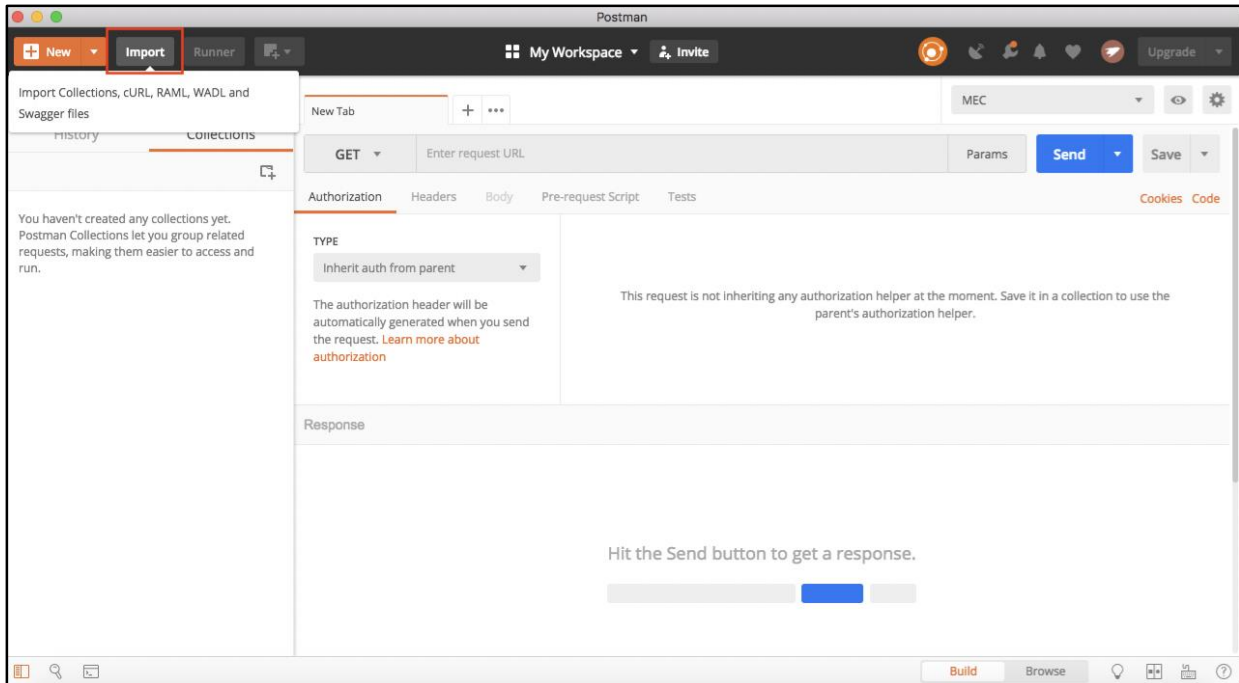 Postman
New
Import
Runner
My Workspace
Invite
Upgrade
Import Collections, cURL, RAML, WADL and
Swagger files
History
Collections
New Tab
MEC
GET
Enter request URL
Params
Send
Save
Authorization
Headers
Body
Pre-request Script
Tests
Cookies
Code
You haven't created any collections yet.
Postman Collections let you group related
requests, making them easier to access and
run.
TYPE
Inherit auth from parent
The authorization header will be
automatically generated when you send
the request. Learn more about
authorization
This request is not inheriting any authorization helper at the moment. Save it in a collection to use the
parent's authorization helper.
Response
Hit the Send button to get a response.
Build
Browse